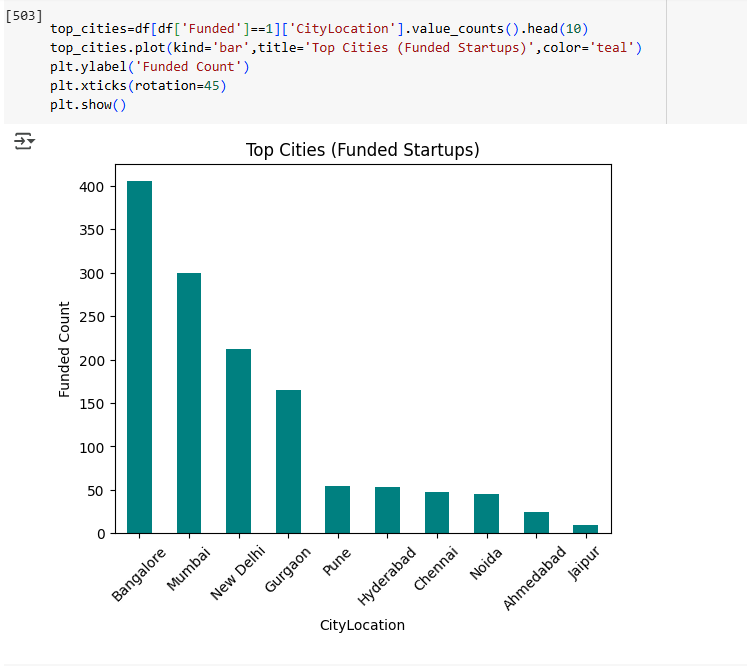 [503]
top_cities=df[df['Funded']==1]['CityLocation'].value_counts().head(10)
top_cities.plot(kind='bar',title='Top Cities (Funded Startups)',color='teal')
plt.ylabel('Funded Count')
plt.xticks(rotation=45)
plt.show()
Top Cities (Funded Startups)
400
350
300
250
200
150
100
50
0
Funded Count
Bangalore
Mumbai
New Delhi
Gurgaon
Pune
Hyderabad
Chennai
Noida
Ahmedabad
Jaipur
CityLocation